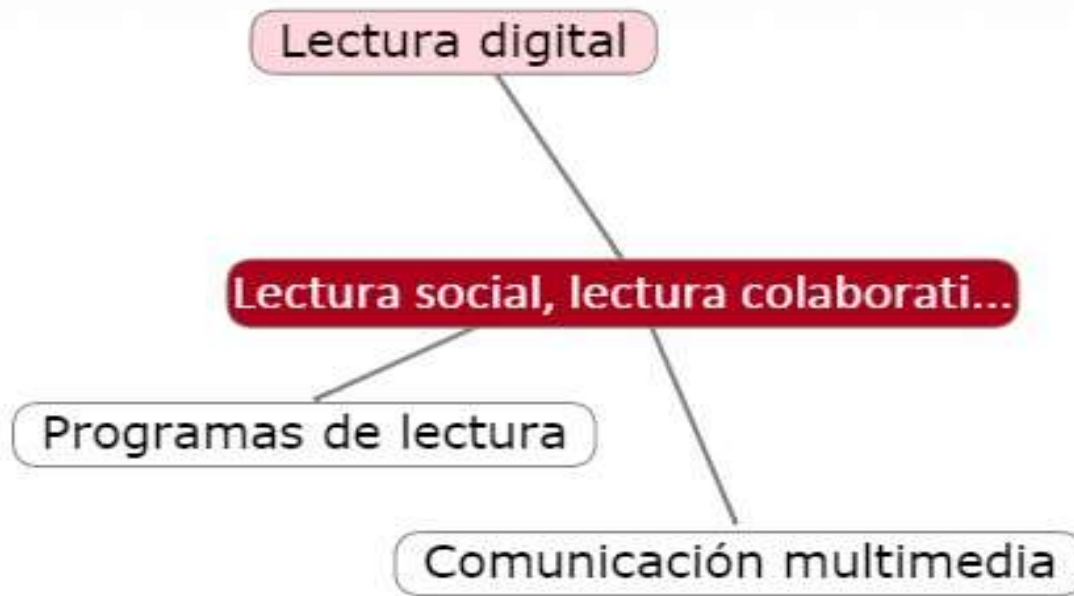 Lectura digital
Lectura social, lectura colaborati...
Programas de lectura
Comunicación multimedia